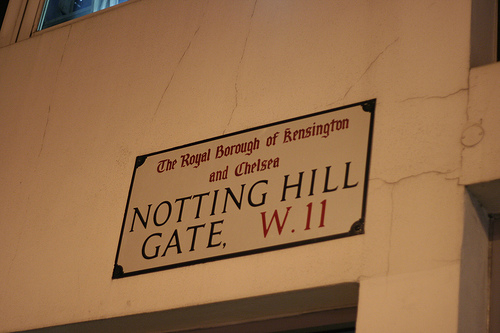 The Royal Borough of Kensington
and Chelsea
NOTTING HILL
GATE, W.11